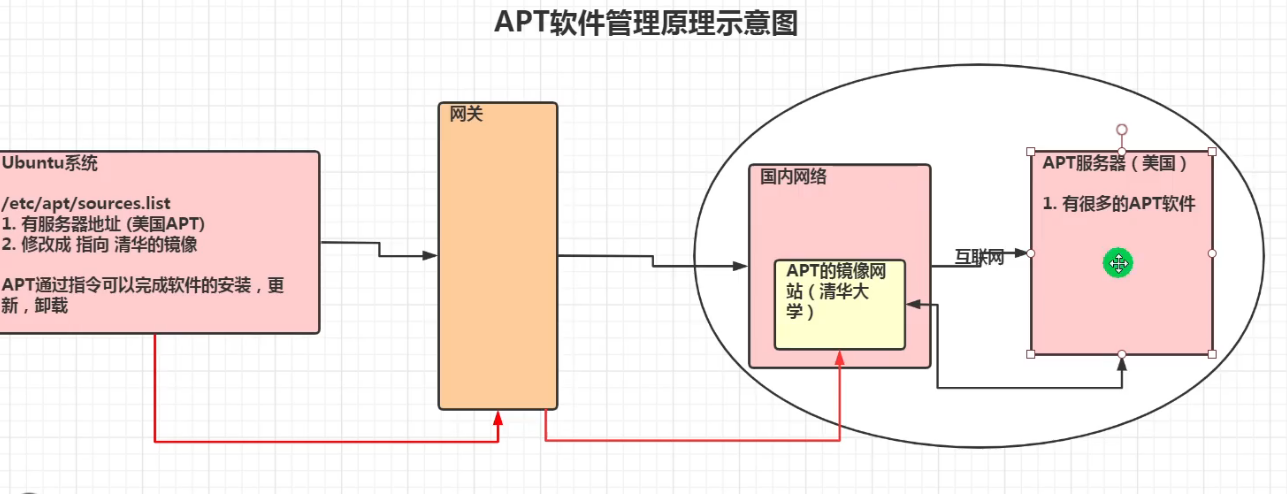 APT软件管理原理示意图
网关
Ubuntu系统
/etc/apt/sources.list
1. 有服务器地址 (美国APT)
2. 修改成 指向 清华的镜像
APT通过指令可以完成软件的安装，更
新，卸载
国内网络
APT的镜像网
站（清华大
学）
互联网
APT服务器（美国）
1. 有很多的APT软件